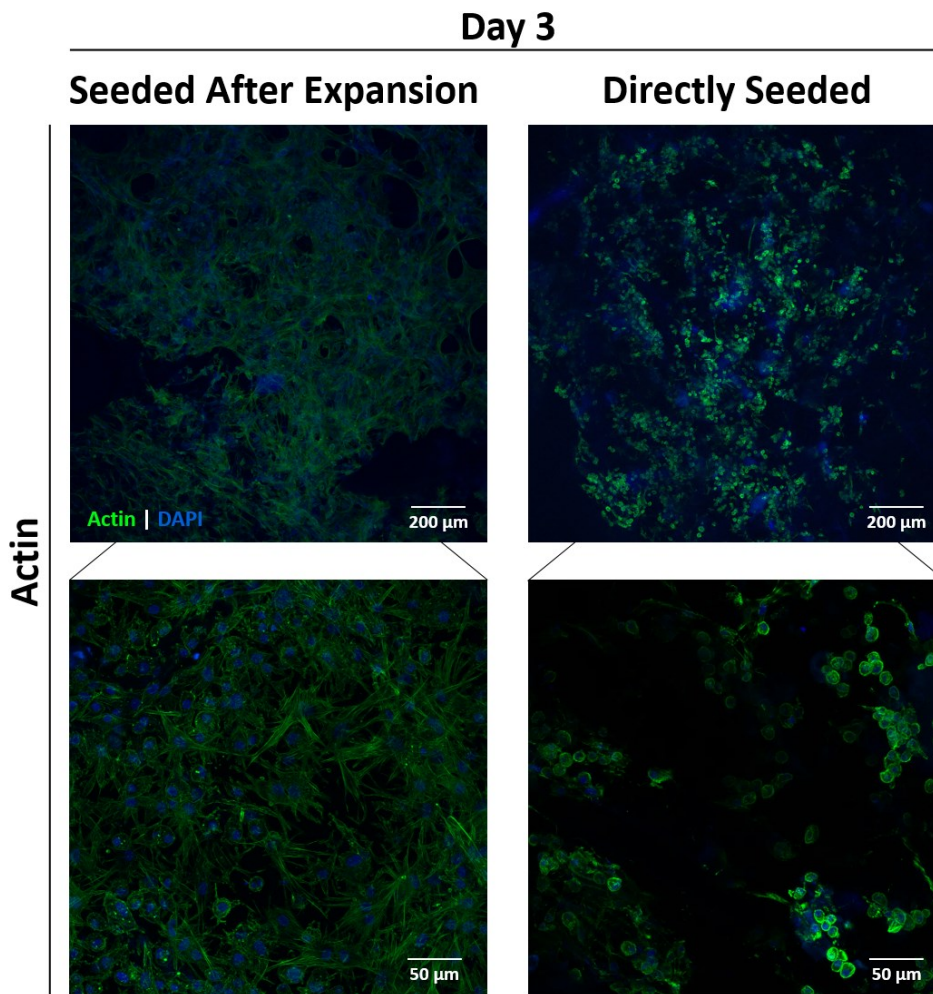 Day 3
Seeded After Expansion
Directly Seeded
Actin
Actin | DAPI
200 µm
200 µm
50 µm
50 µm